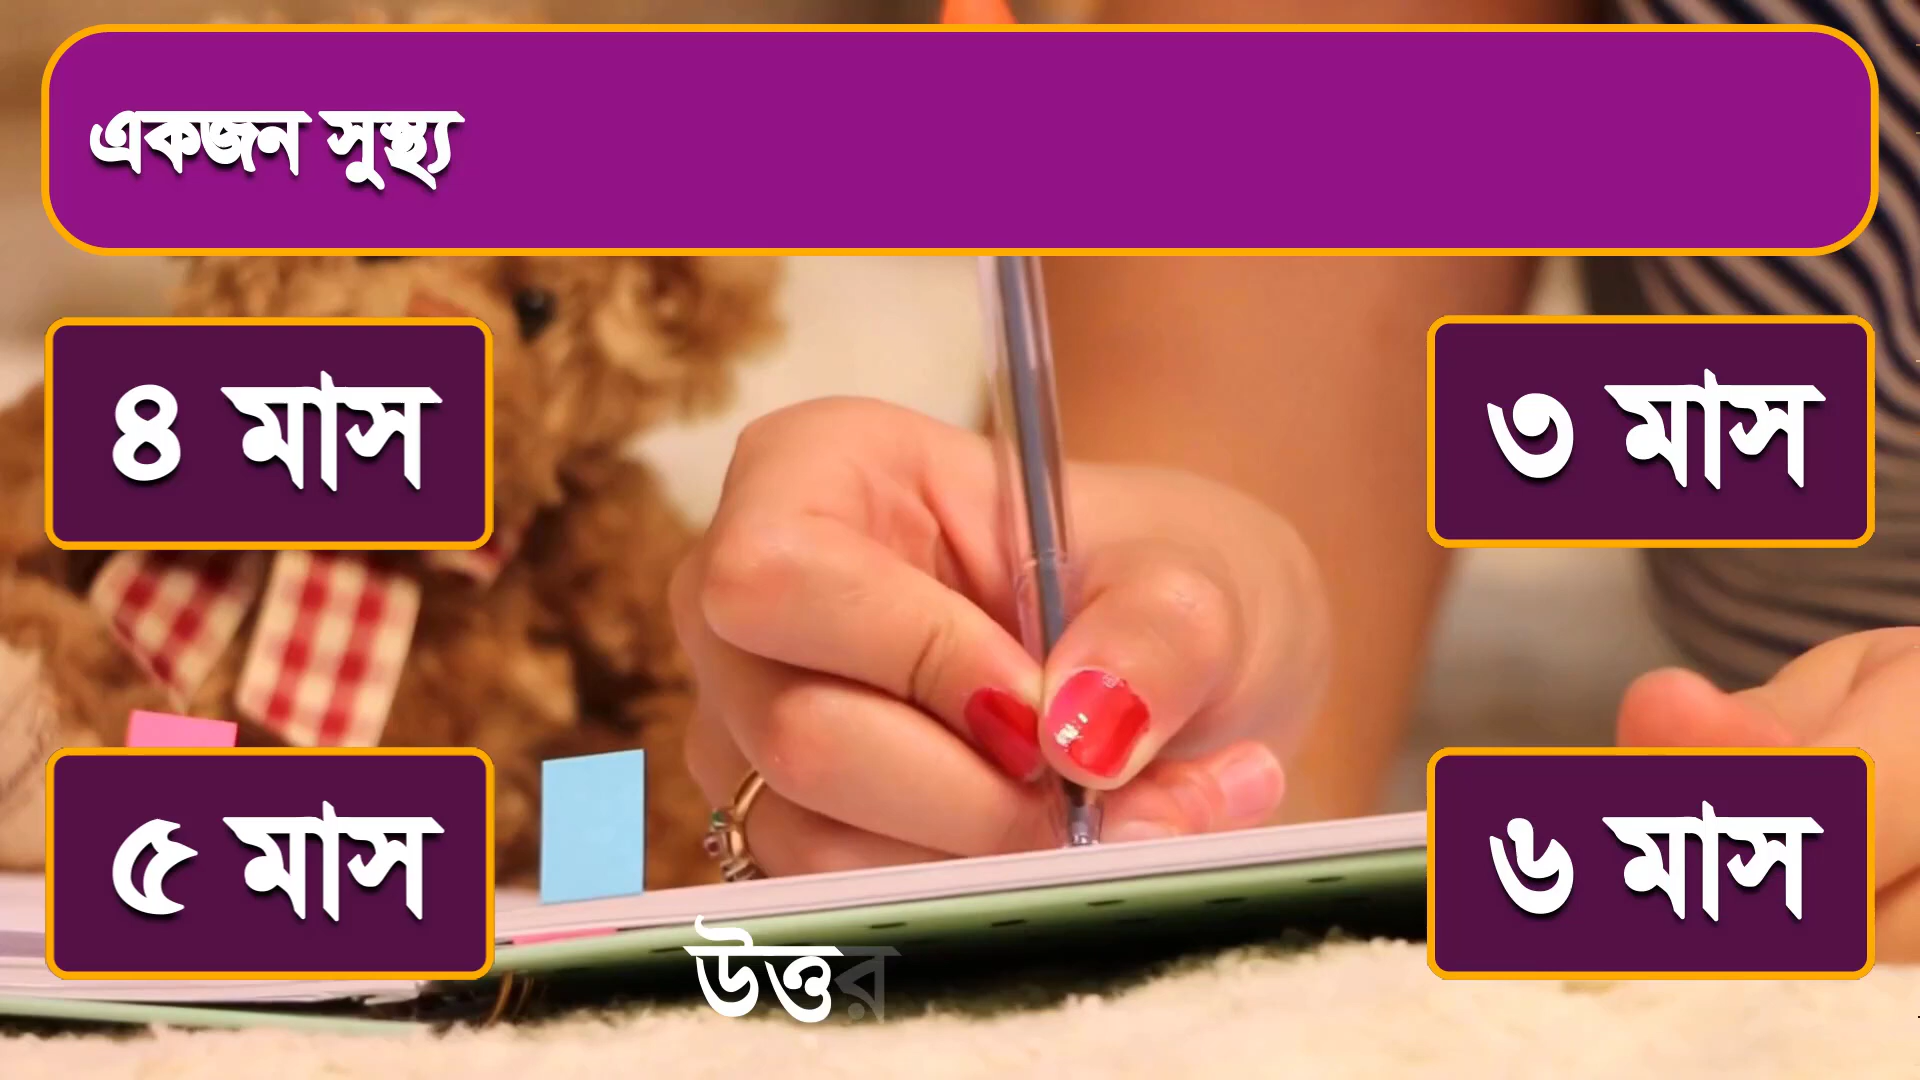 একজন সুস্থ্য
৪ মাস
৩ মাস
৫ মাস
৬ মাস
উত্তর